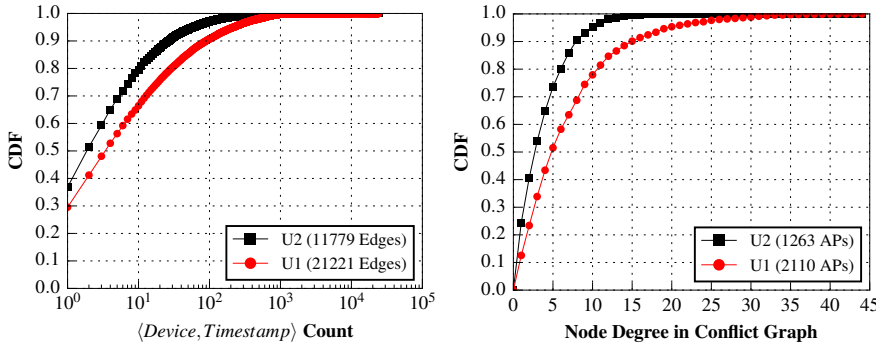 1.0
0.9
0.8
0.7
0.6
0.5
0.4
0.3
0.2
0.1
0.0
CDF
U2 (11779 Edges)
U1 (21221 Edges)
10^0 10^1 10^2 10^3 10^4 10^5
⟨Device, Timestamp⟩ Count
1.0
0.9
0.8
0.7
0.6
0.5
0.4
0.3
0.2
0.1
0.0
CDF
U2 (1263 APs)
U1 (2110 APs)
0 5 10 15 20 25 30 35 40 45
Node Degree in Conflict Graph